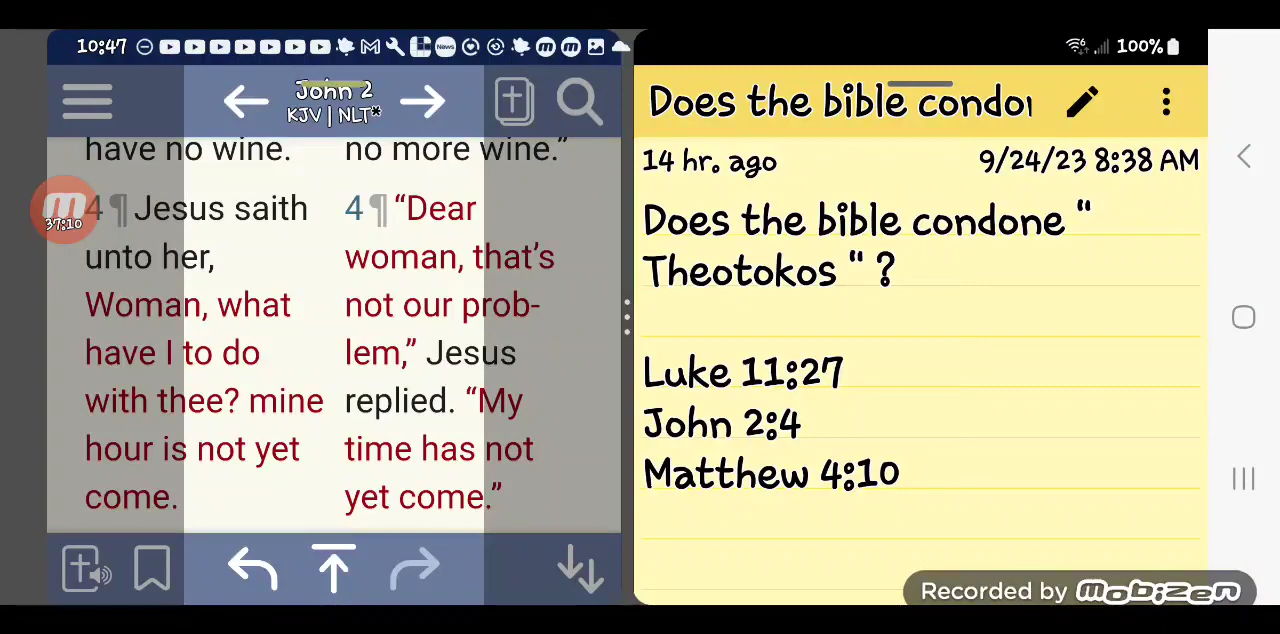 10:47
News
100%
John 2
KJV | NLT*
Does the bible condo
have no wine.
no more wine.”
14 hr. ago
9/24/23 8:38 AM
37:10
4 ¶ Jesus saith
unto her,
Woman, what
have I to do
with thee? mine
hour is not yet
come.
4 ¶ “Dear
woman, that’s
not our prob-
lem,” Jesus
replied. “My
time has not
yet come.”
Does the bible condone "
Theotokos " ?
Luke 11:27
John 2:4
Matthew 4:10
Recorded by mobizen